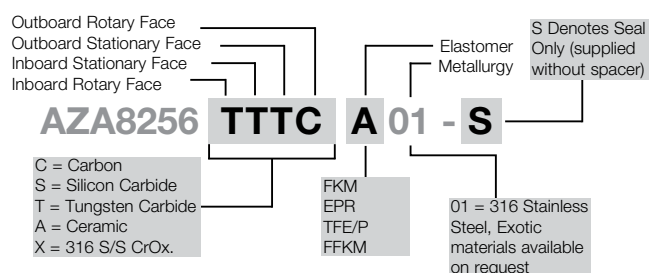 Outboard Rotary Face
Outboard Stationary Face
Inboard Stationary Face
Inboard Rotary Face
Elastomer
Metallurgy
S Denotes Seal
Only (supplied
without spacer)
AZA8256 TTTC A 01 - S
C = Carbon
S = Silicon Carbide
T = Tungsten Carbide
A = Ceramic
X = 316 S/S CrOx.
FKM
EPR
TFE/P
FFKM
01 = 316 Stainless
Steel, Exotic
materials available
on request